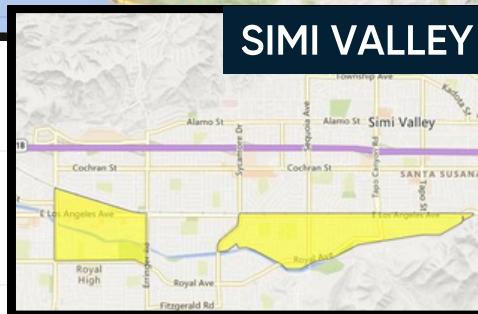 SIMI VALLEY
Township Ave
Kadota St
Alamo St
Sequoia Ave
Alamo St
Simi Valley
18
Sycamore Dr
Tapo Canyon Rd
Cochran St
Cochran St
SANTA SUSANA
Tapo St
E Los Angeles Ave
E Los Angeles Ave
Royal
High
Erringer Rd
Royal Ave
Royal Ave
Fitzgerald Rd